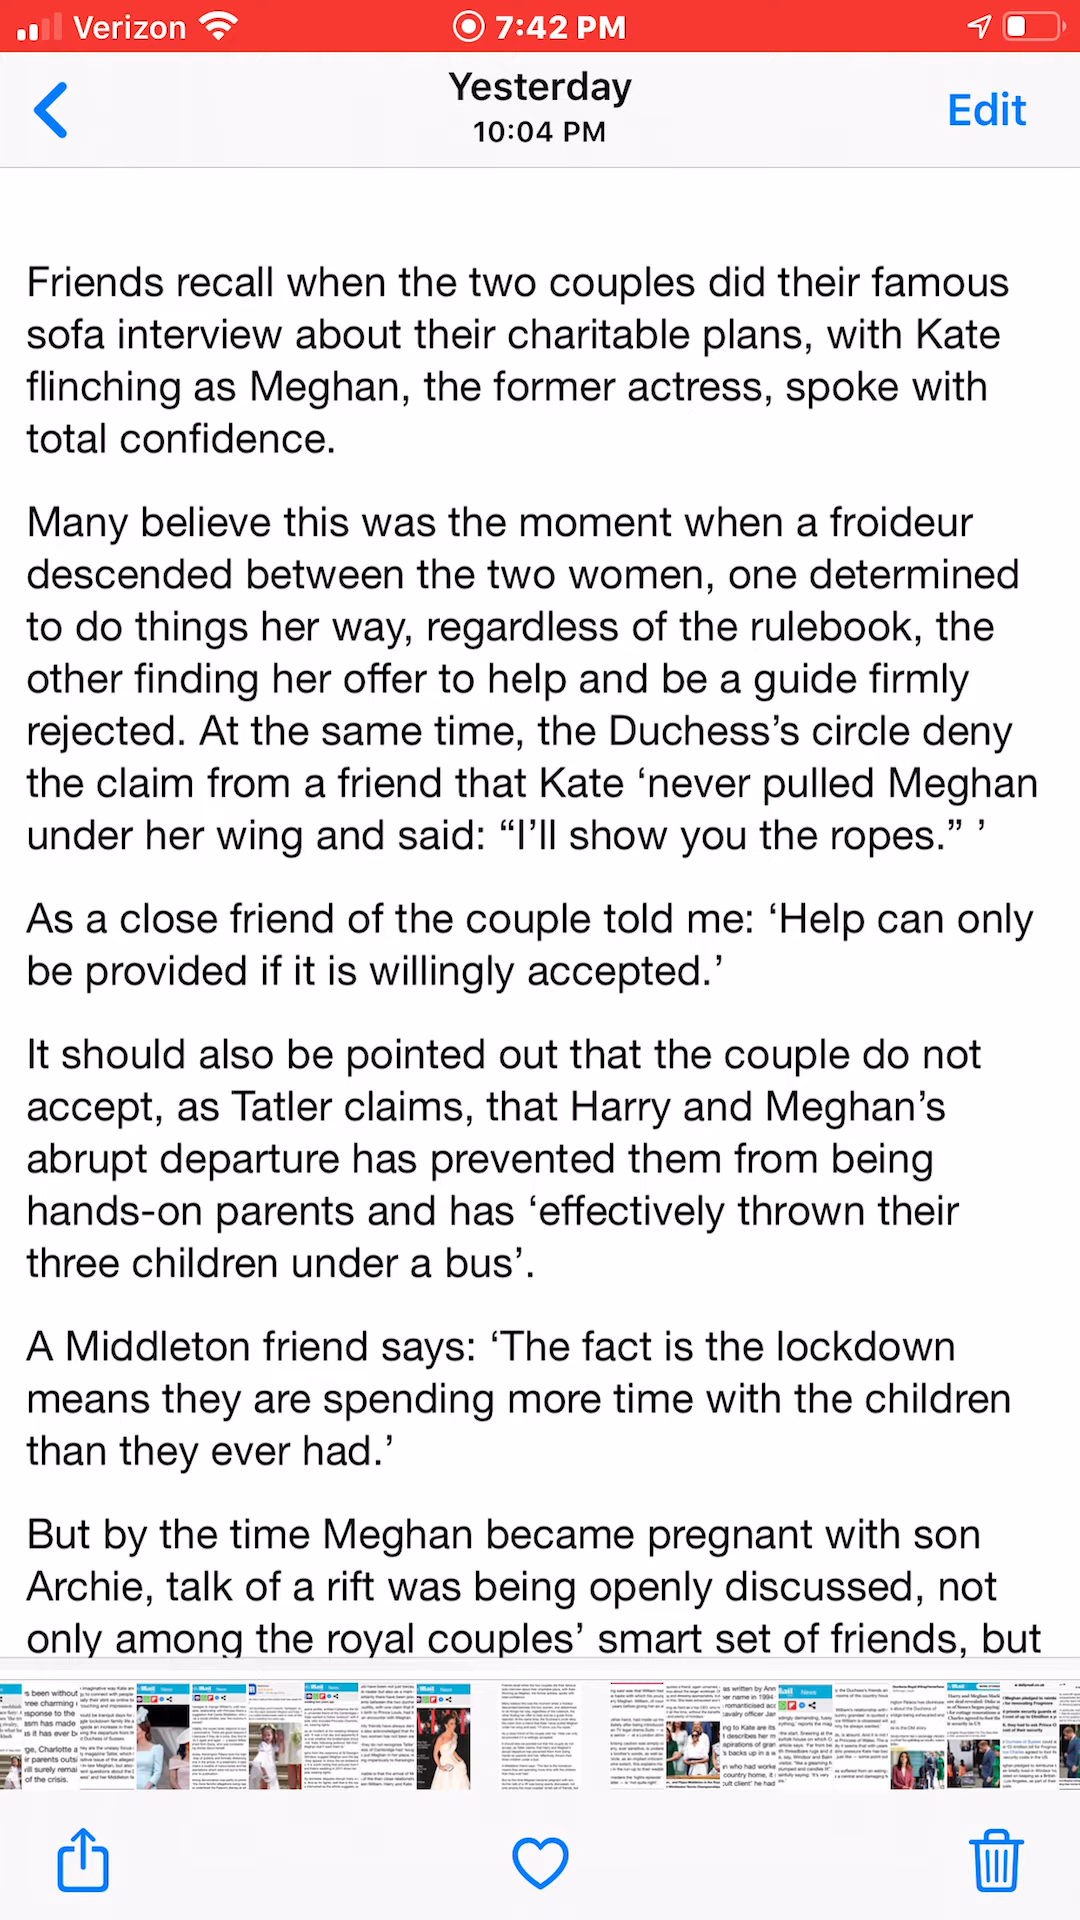 Verizon 7:42 PM
Yesterday
10:04 PM
Edit
Friends recall when the two couples did their famous
sofa interview about their charitable plans, with Kate
flinching as Meghan, the former actress, spoke with
total confidence.
Many believe this was the moment when a froideur
descended between the two women, one determined
to do things her way, regardless of the rulebook, the
other finding her offer to help and be a guide firmly
rejected. At the same time, the Duchess’s circle deny
the claim from a friend that Kate ‘never pulled Meghan
under her wing and said: “I’ll show you the ropes.” ’
As a close friend of the couple told me: ‘Help can only
be provided if it is willingly accepted.’
It should also be pointed out that the couple do not
accept, as Tatler claims, that Harry and Meghan’s
abrupt departure has prevented them from being
hands-on parents and has ‘effectively thrown their
three children under a bus’.
A Middleton friend says: ‘The fact is the lockdown
means they are spending more time with the children
than they ever had.’
But by the time Meghan became pregnant with son
Archie, talk of a rift was being openly discussed, not
only among the royal couples’ smart set of friends, but